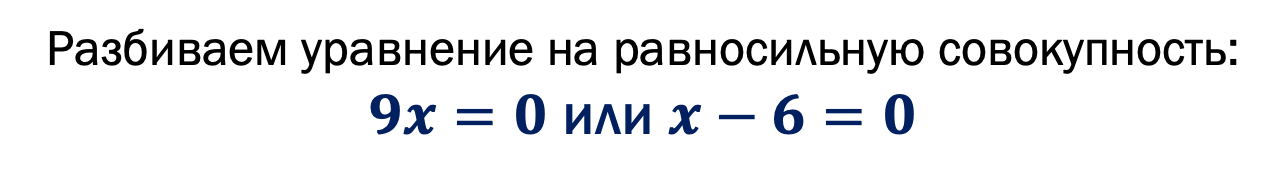 Разбиваем уравнение на равносильную совокупность:
9x = 0 или x − 6 = 0